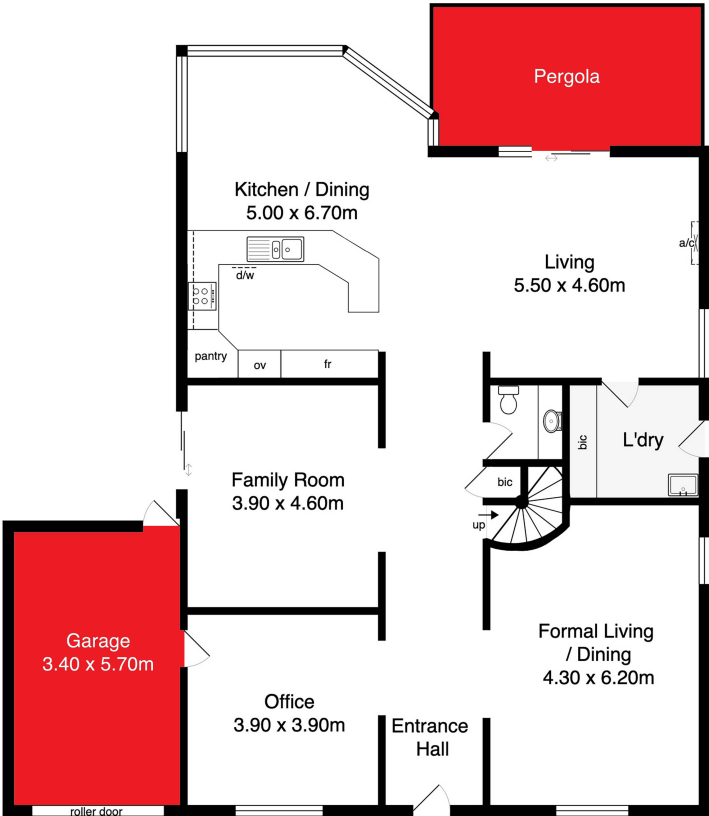 Pergola
Kitchen / Dining
5.00 x 6.70m
d/w
a/c
Living
5.50 x 4.60m
pantry
ov
fr
bic
L'dry
Family Room
3.90 x 4.60m
bic
up
Garage
3.40 x 5.70m
Formal Living
/ Dining
4.30 x 6.20m
Office
3.90 x 3.90m
Entrance
Hall
roller door